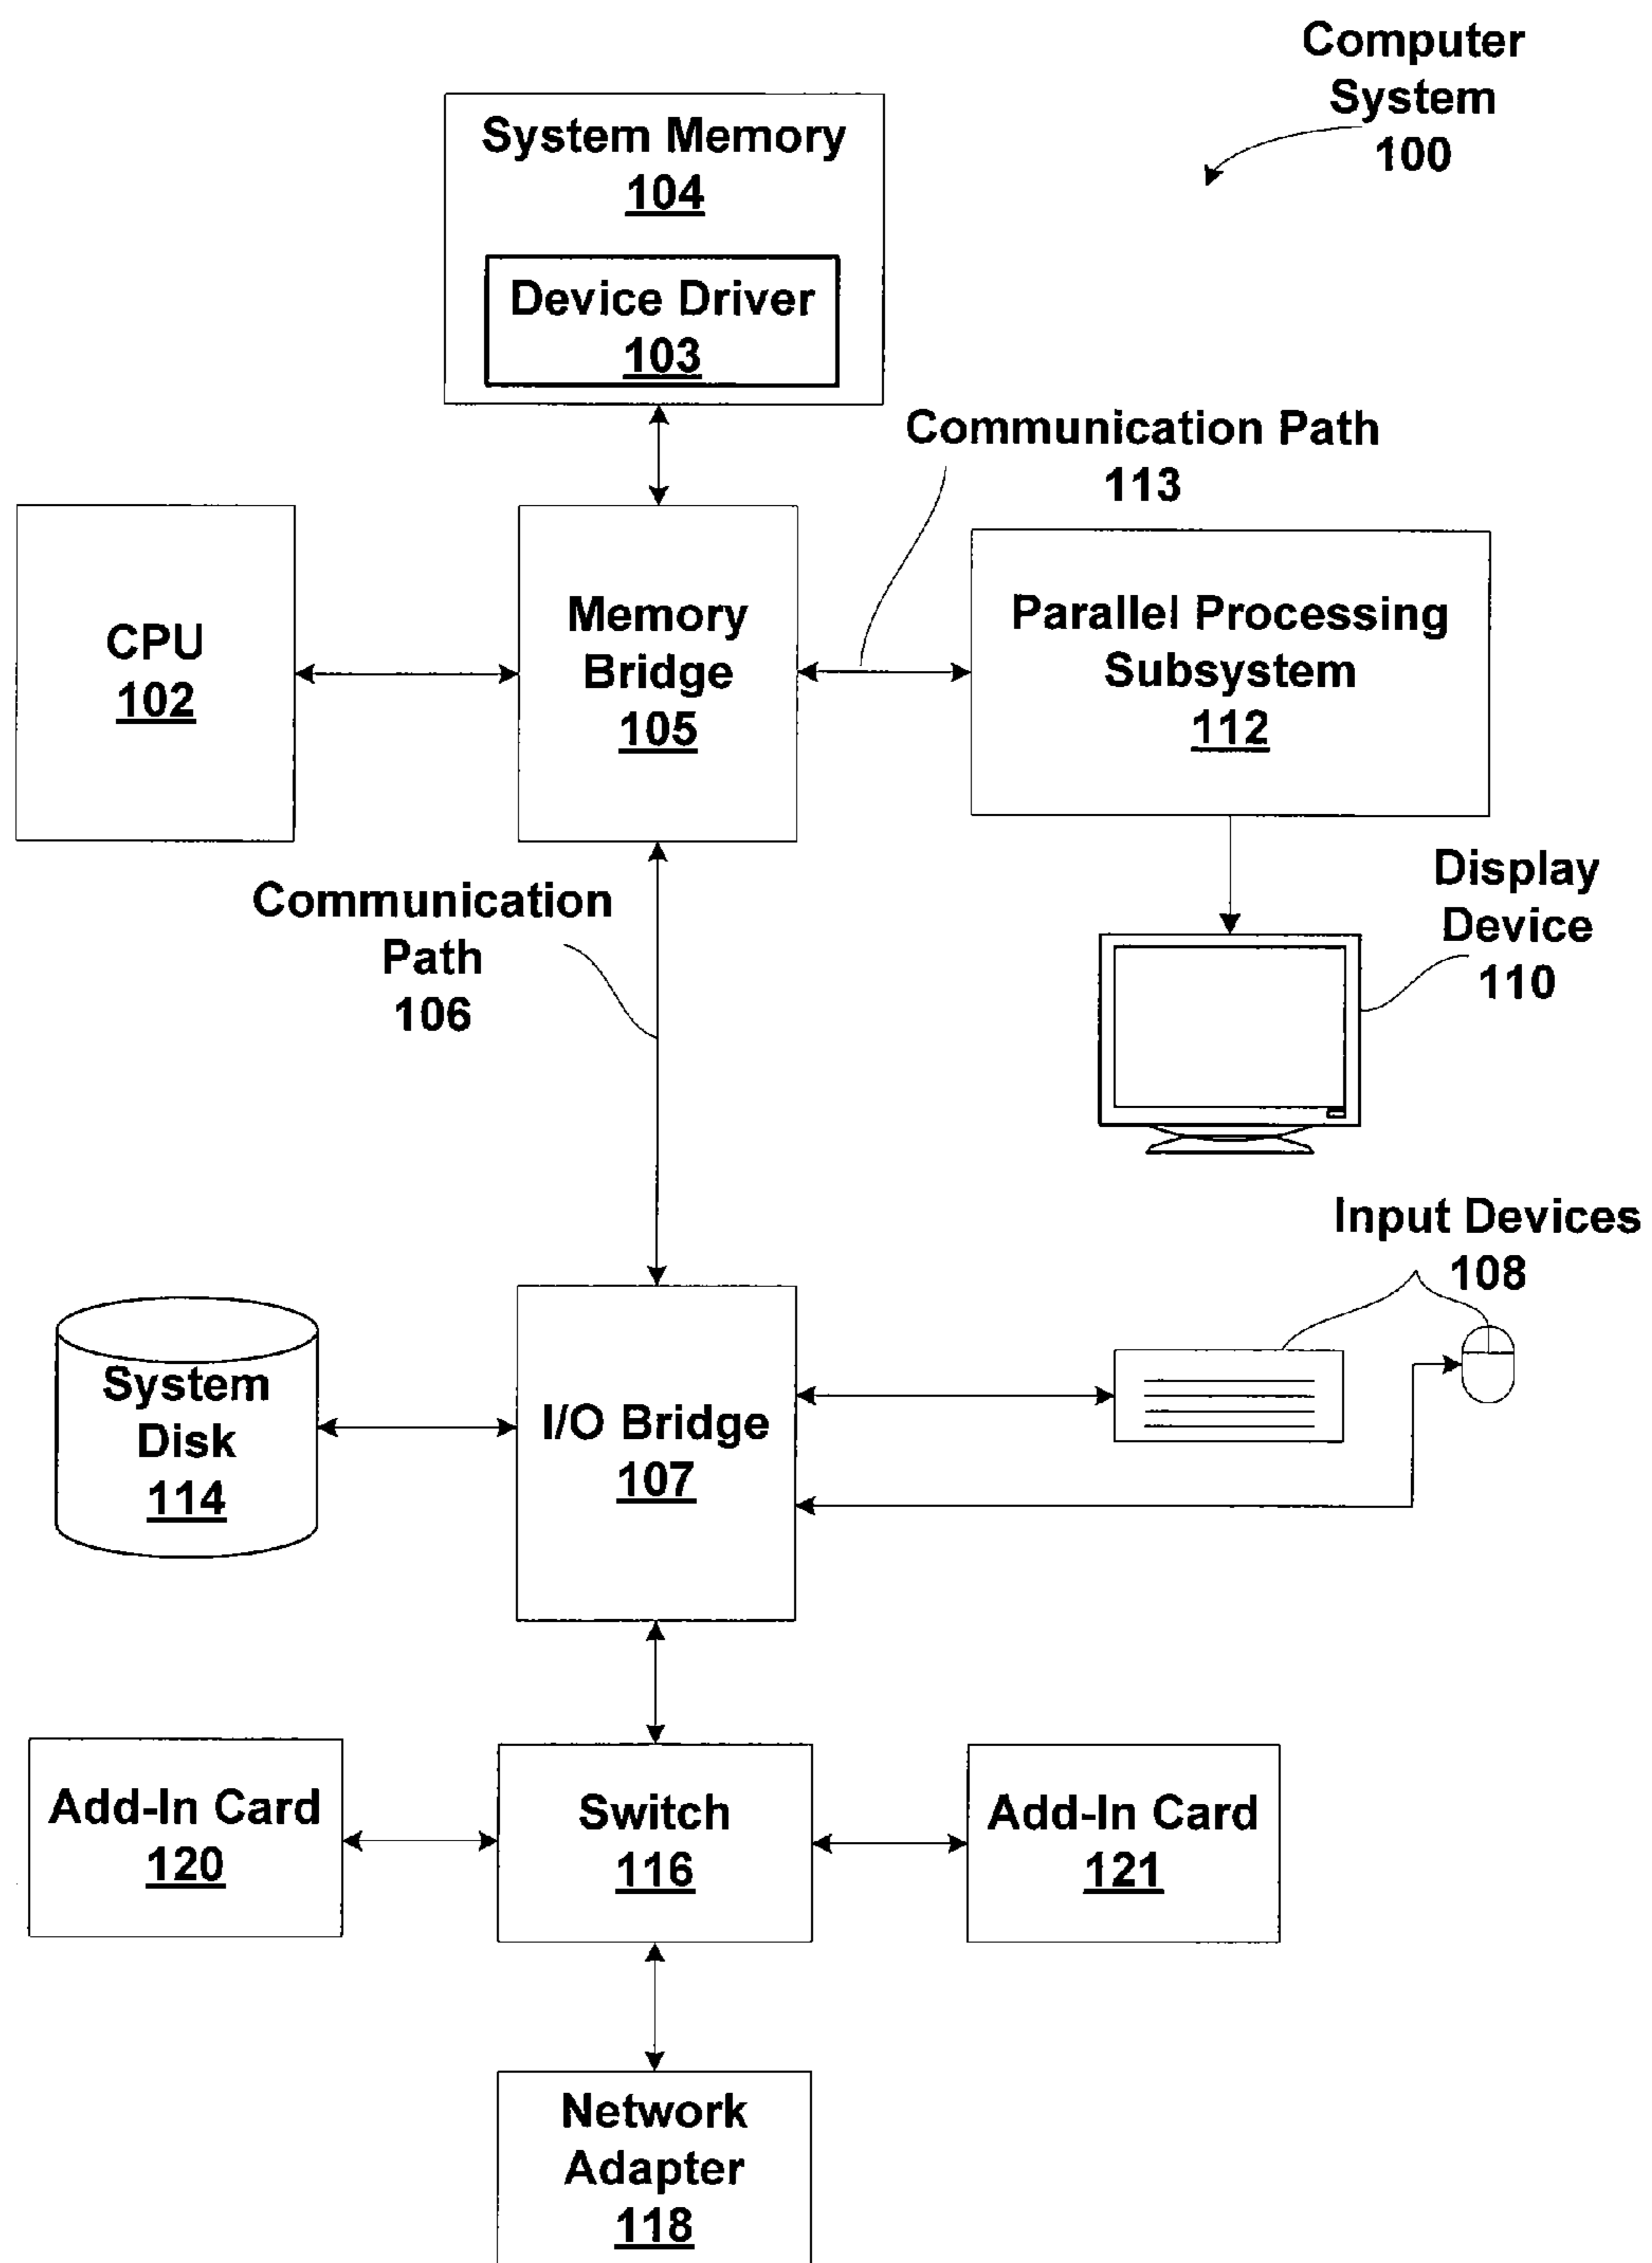 Computer
System
100
System Memory
104
Device Driver
103
Communication Path
113
CPU
102
Memory
Bridge
105
Parallel Processing
Subsystem
112
Communication
Path
106
Display
Device
110
Input Devices
108
System
Disk
114
I/O Bridge
107
Add-In Card
120
Switch
116
Add-In Card
121
Network
Adapter
118